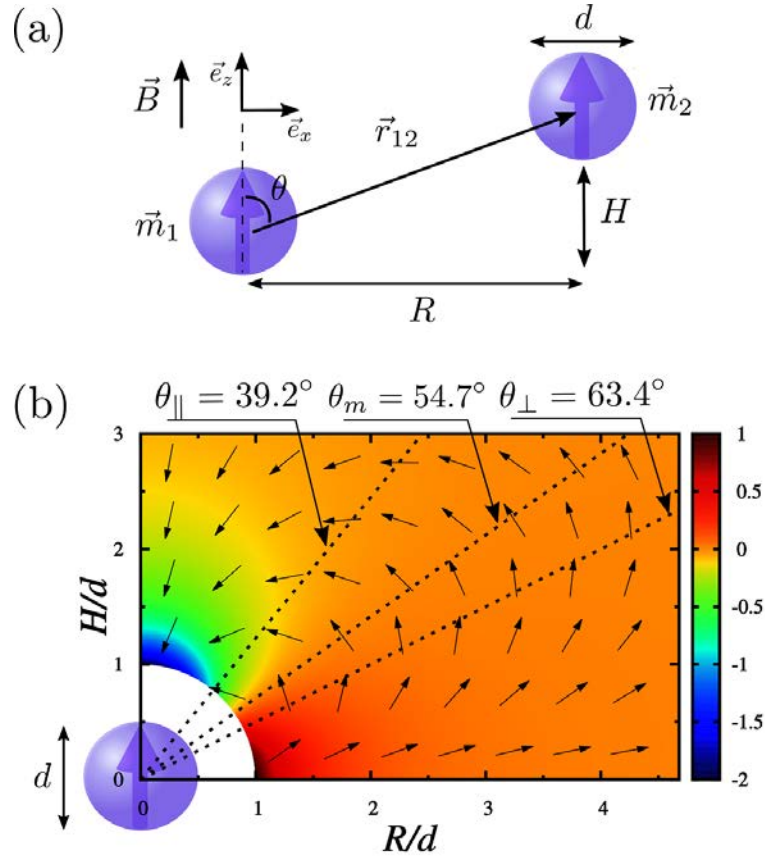 (a)
d
B⃗
e⃗z
e⃗x
r⃗12
m⃗2
θ
m⃗1
H
R
(b)
θ∥ = 39.2° θm = 54.7° θ⊥ = 63.4°
3
2
1
0
H/d
d
0 1 2 3 4
R/d
1
0.5
0
-0.5
-1
-1.5
-2